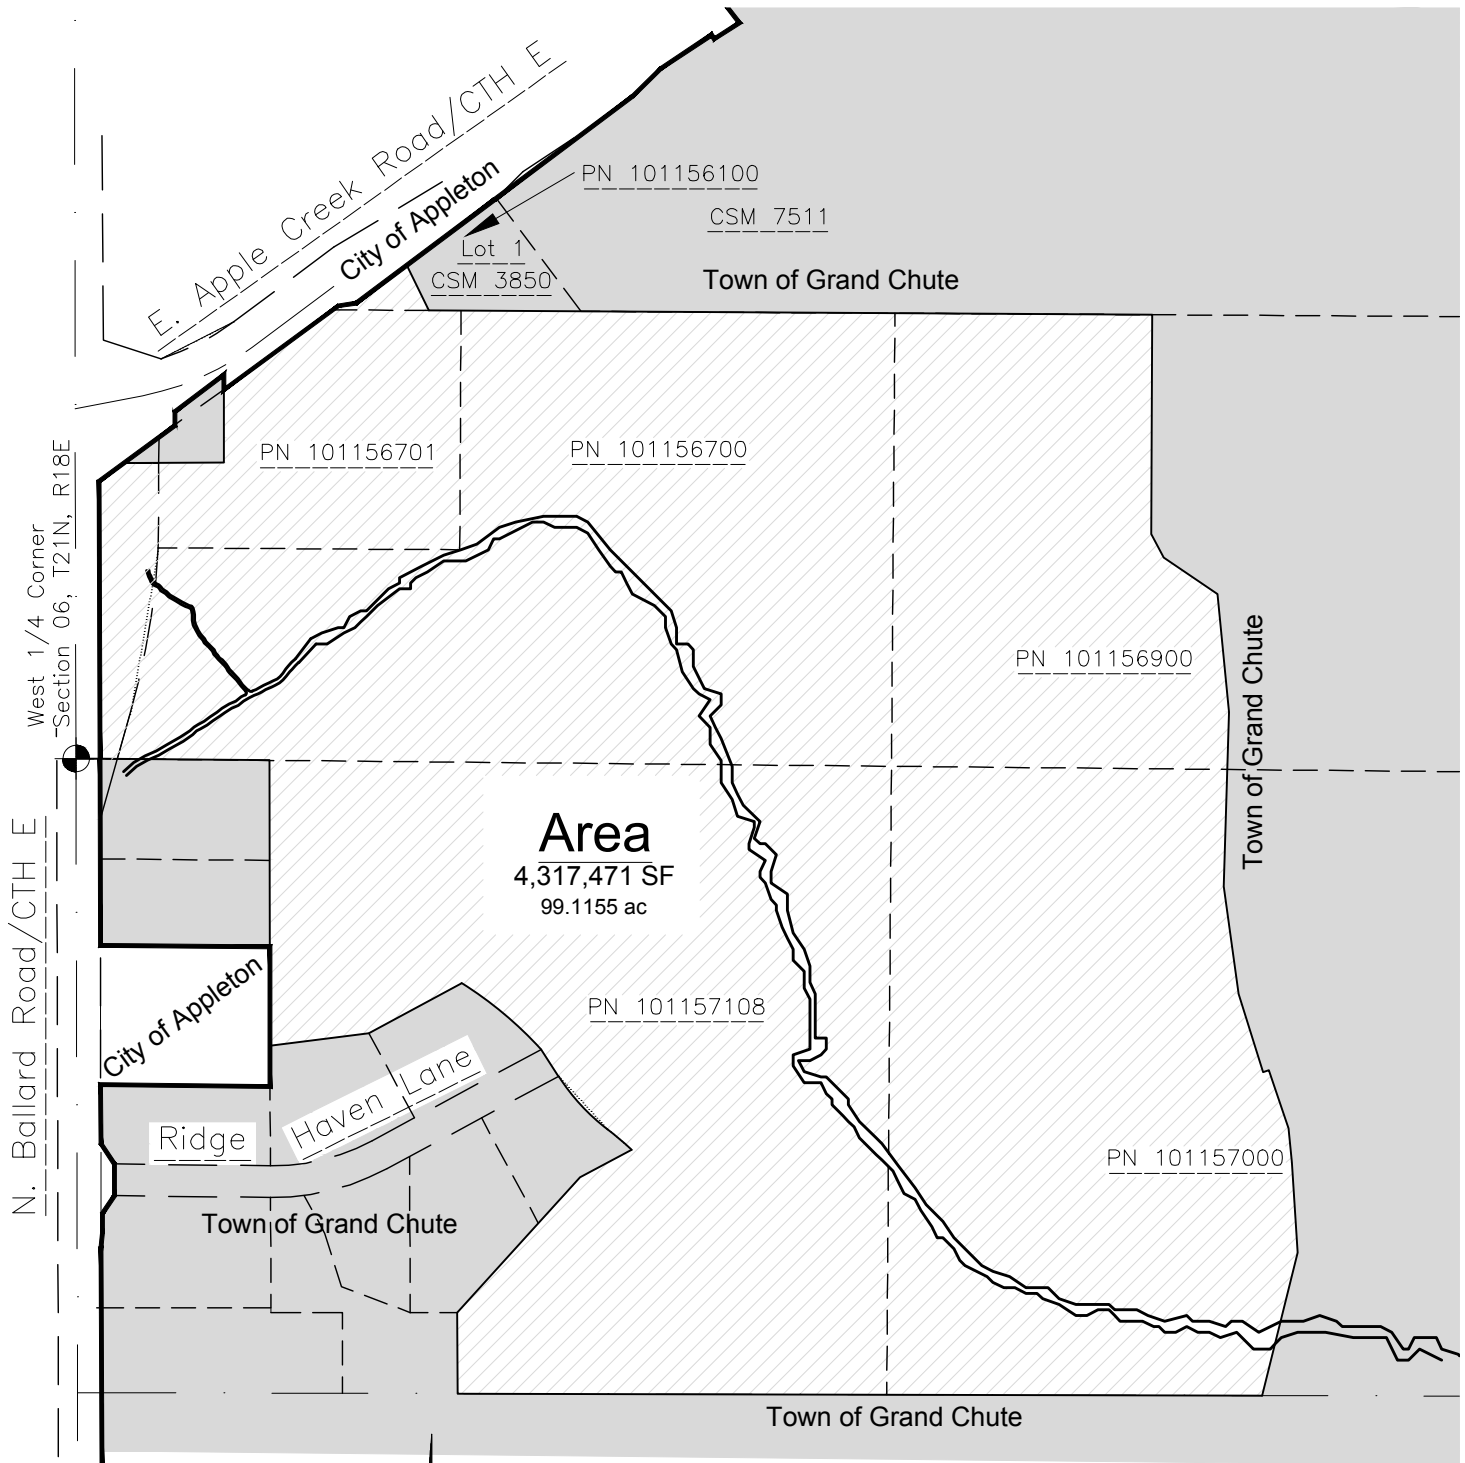 E. Apple Creek Road/CTH E
City of Appleton
PN 101156100
CSM 7511
Lot 1
CSM 3850
Town of Grand Chute
PN 101156701
PN 101156700
West 1/4 Corner
Section 06, T21N, R18E
PN 101156900
Town of Grand Chute
Area
4,317,471 SF
99.1155 ac
N. Ballard Road/CTH E
City of Appleton
PN 101157108
Ridge Haven Lane
PN 101157000
Town of Grand Chute
Town of Grand Chute